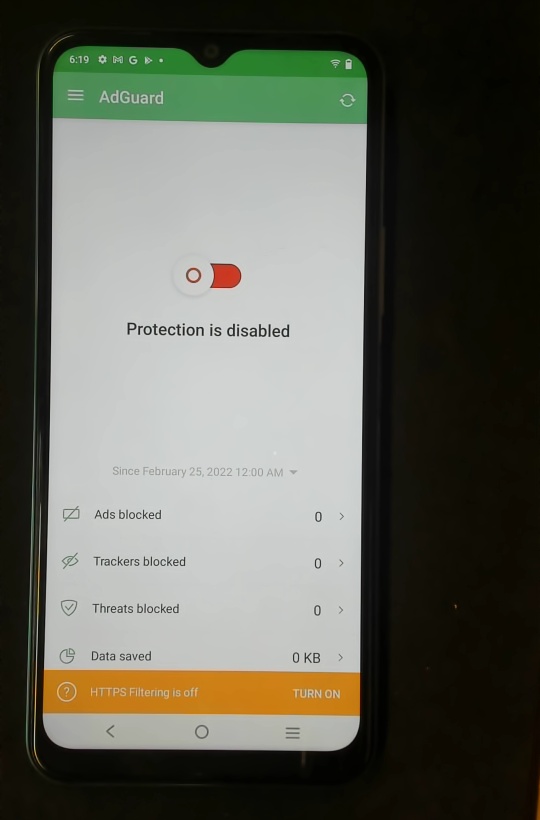 6:19
AdGuard
Protection is disabled
Since February 25, 2022 12:00 AM
Ads blocked 0
Trackers blocked 0
Threats blocked 0
Data saved 0 KB
HTTPS Filtering is off TURN ON